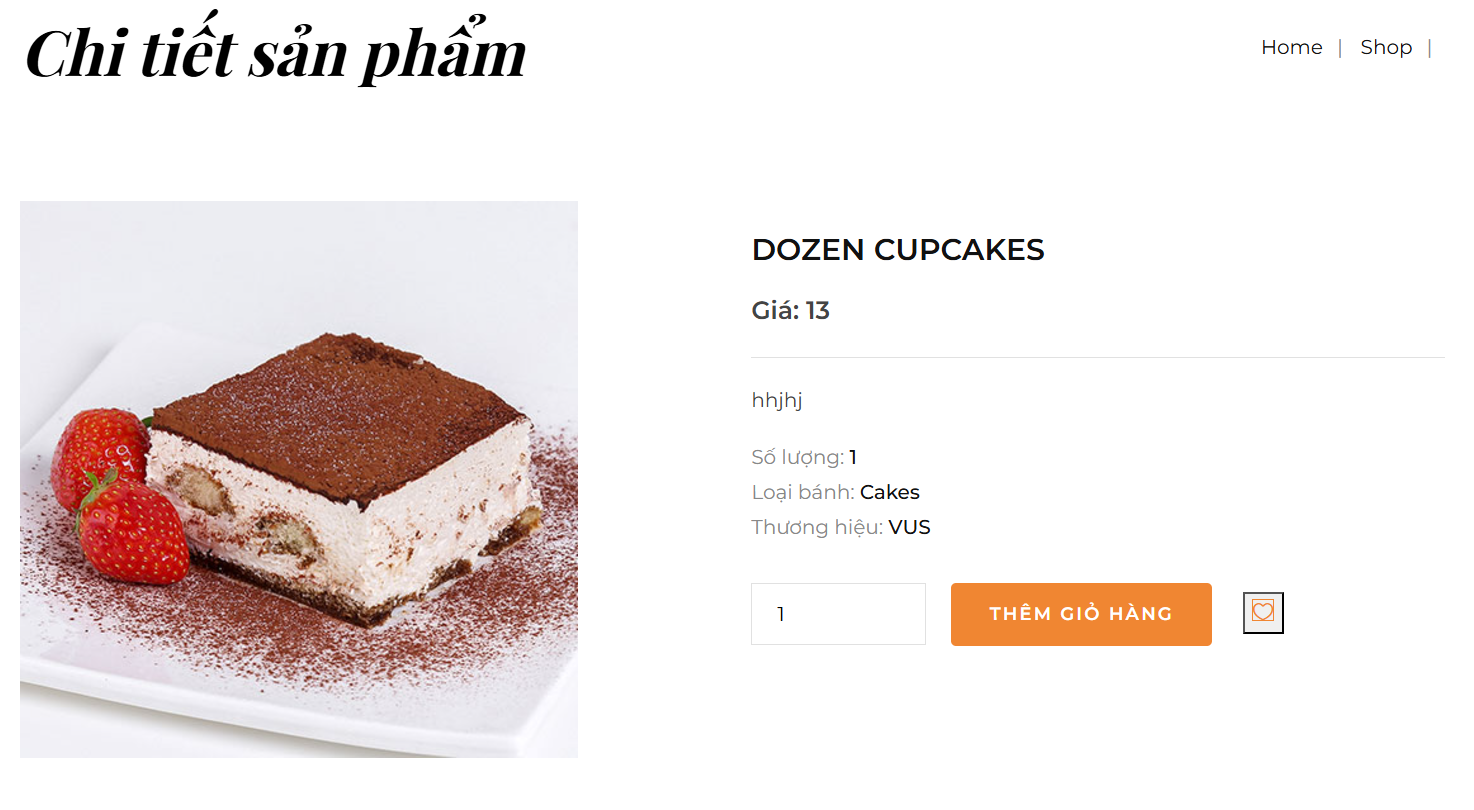 Chi tiết sản phẩm
Home | Shop |
DOZEN CUPCAKES
Giá: 13
hhjhj
Số lượng: 1
Loại bánh: Cakes
Thương hiệu: VUS
1
THÊM GIỎ HÀNG